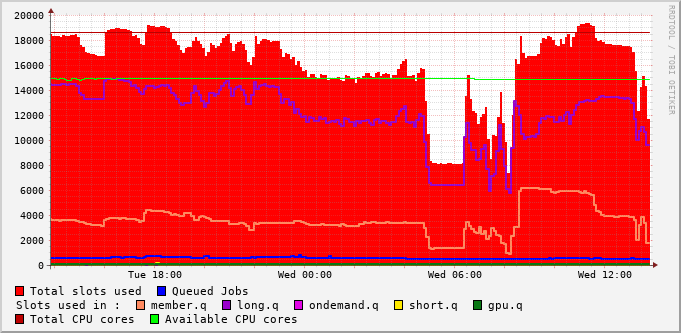 20000
18000
16000
14000
12000
10000
8000
6000
4000
2000
0
Tue 18:00 Wed 00:00 Wed 06:00 Wed 12:00
RRDTOOL / TOBI OETIKER
Total slots used Queued Jobs
Slots used in : member.q long.q ondemand.q short.q gpu.q
Total CPU cores Available CPU cores